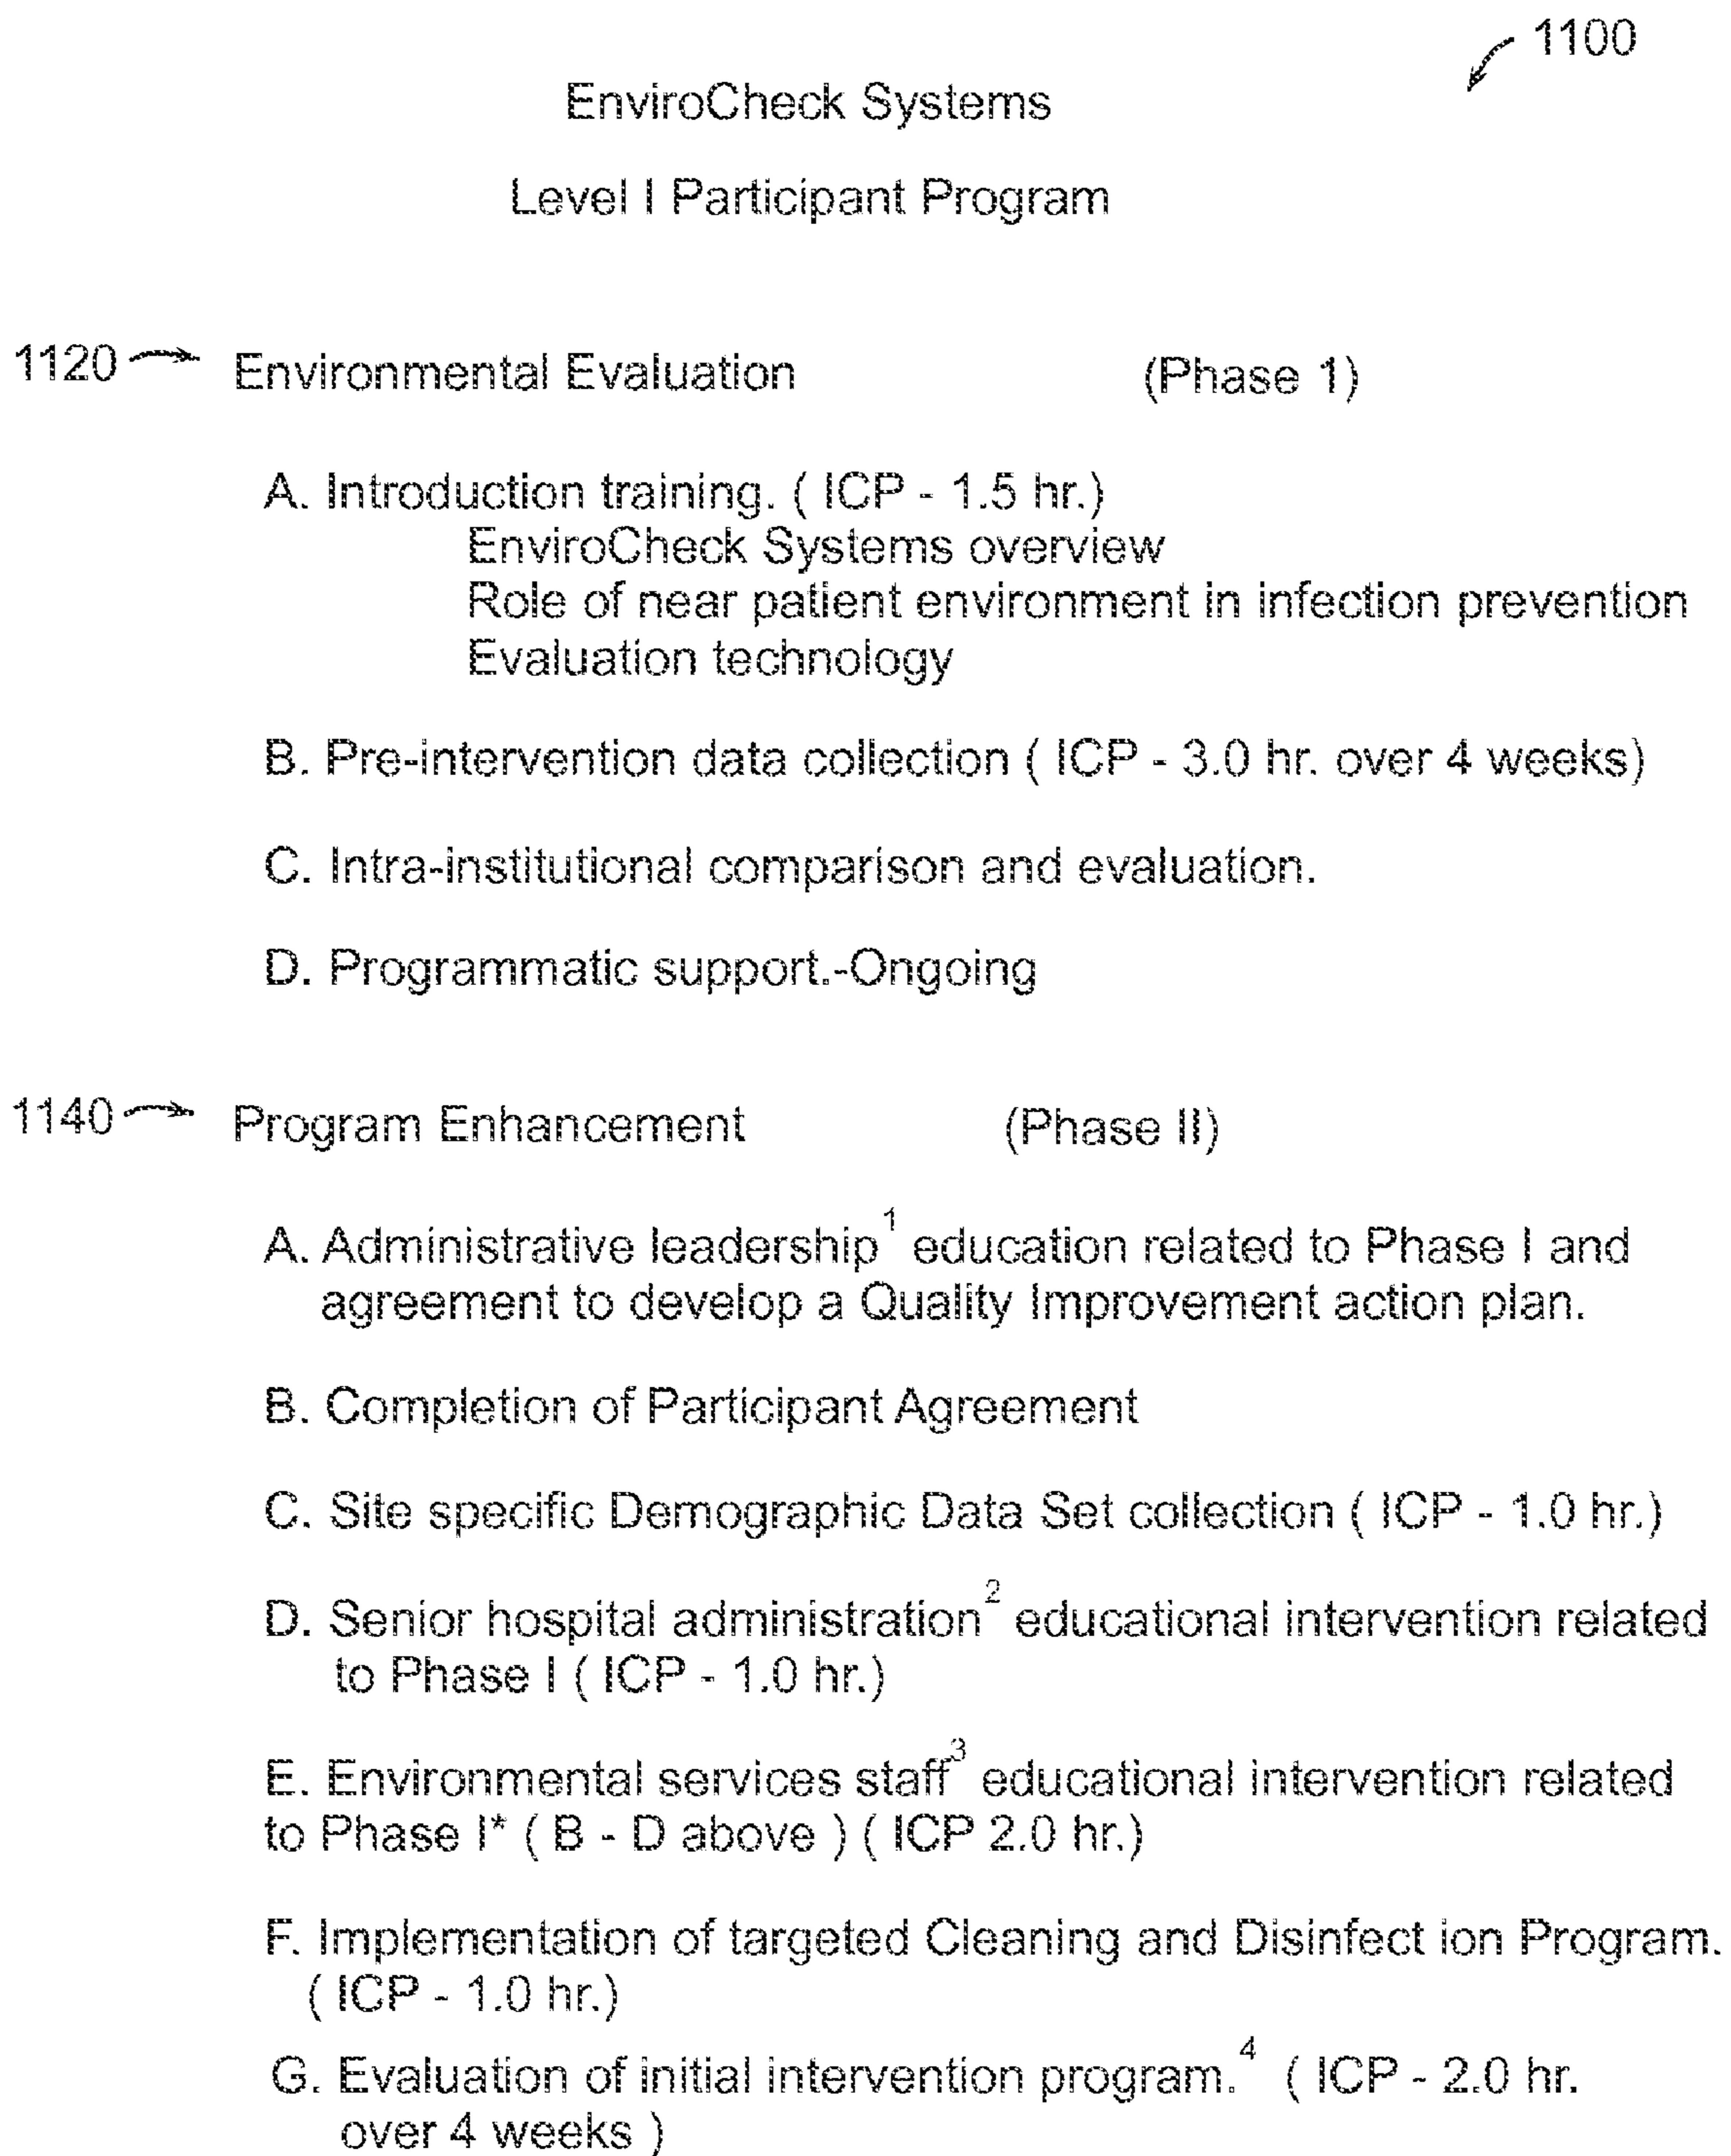 1100
EnviroCheck Systems
Level I Participant Program
1120 Environmental Evaluation (Phase 1)
A. Introduction training. ( ICP - 1.5 hr.)
EnviroCheck Systems overview
Role of near patient environment in infection prevention
Evaluation technology
B. Pre-intervention data collection ( ICP - 3.0 hr. over 4 weeks)
C. Intra-institutional comparison and evaluation.
D. Programmatic support.-Ongoing
1140 Program Enhancement (Phase II)
A. Administrative leadership¹ education related to Phase I and
agreement to develop a Quality Improvement action plan.
B. Completion of Participant Agreement
C. Site specific Demographic Data Set collection ( ICP - 1.0 hr.)
D. Senior hospital administration² educational intervention related
to Phase I ( ICP - 1.0 hr.)
E. Environmental services staff³ educational intervention related
to Phase I* ( B - D above ) ( ICP 2.0 hr.)
F. Implementation of targeted Cleaning and Disinfect ion Program.
( ICP - 1.0 hr.)
G. Evaluation of initial intervention program.⁴ ( ICP - 2.0 hr.
over 4 weeks )